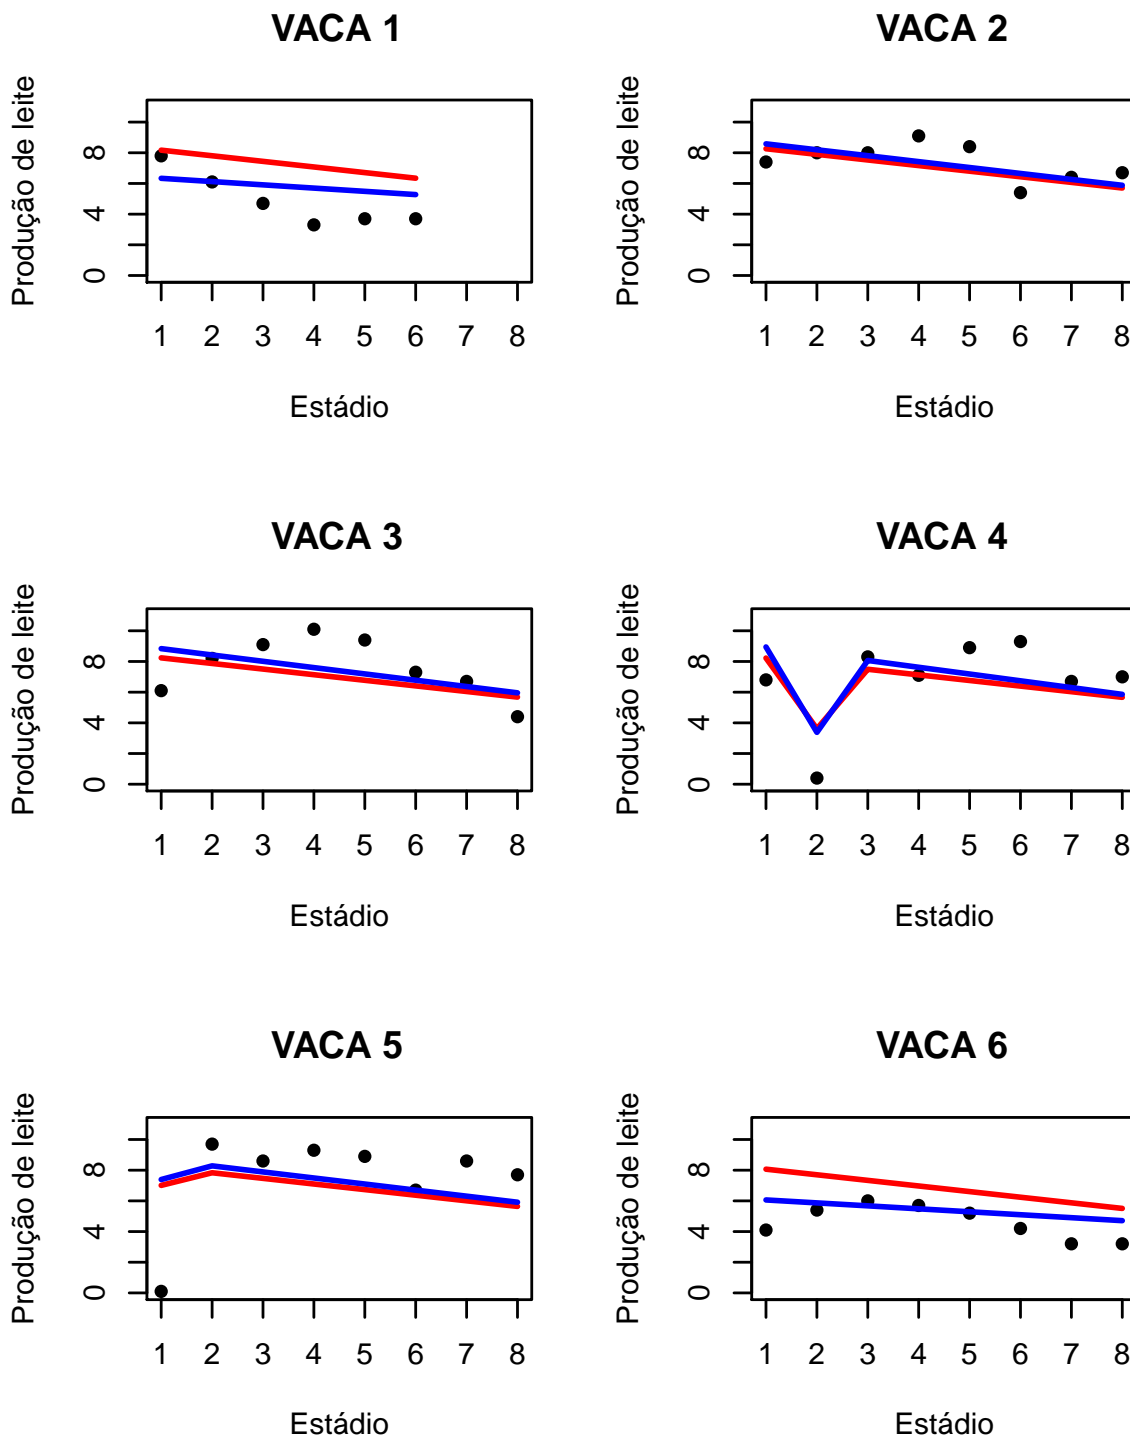 VACA 1
Produção de leite
0 4 8
1 2 3 4 5 6 7 8
Estádio
VACA 2
Produção de leite
0 4 8
1 2 3 4 5 6 7 8
Estádio
VACA 3
Produção de leite
0 4 8
1 2 3 4 5 6 7 8
Estádio
VACA 4
Produção de leite
0 4 8
1 2 3 4 5 6 7 8
Estádio
VACA 5
Produção de leite
0 4 8
1 2 3 4 5 6 7 8
Estádio
VACA 6
Produção de leite
0 4 8
1 2 3 4 5 6 7 8
Estádio